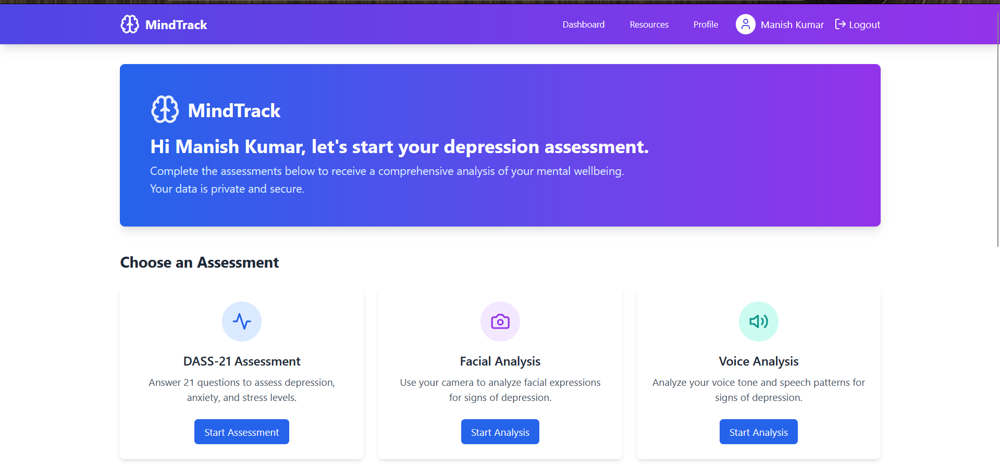 MindTrack
Dashboard
Resources
Profile
Manish Kumar
Logout
MindTrack
Hi Manish Kumar, let's start your depression assessment.
Complete the assessments below to receive a comprehensive analysis of your mental wellbeing.
Your data is private and secure.
Choose an Assessment
DASS-21 Assessment
Answer 21 questions to assess depression,
anxiety, and stress levels.
Start Assessment
Facial Analysis
Use your camera to analyze facial expressions
for signs of depression.
Start Analysis
Voice Analysis
Analyze your voice tone and speech patterns for
signs of depression.
Start Analysis